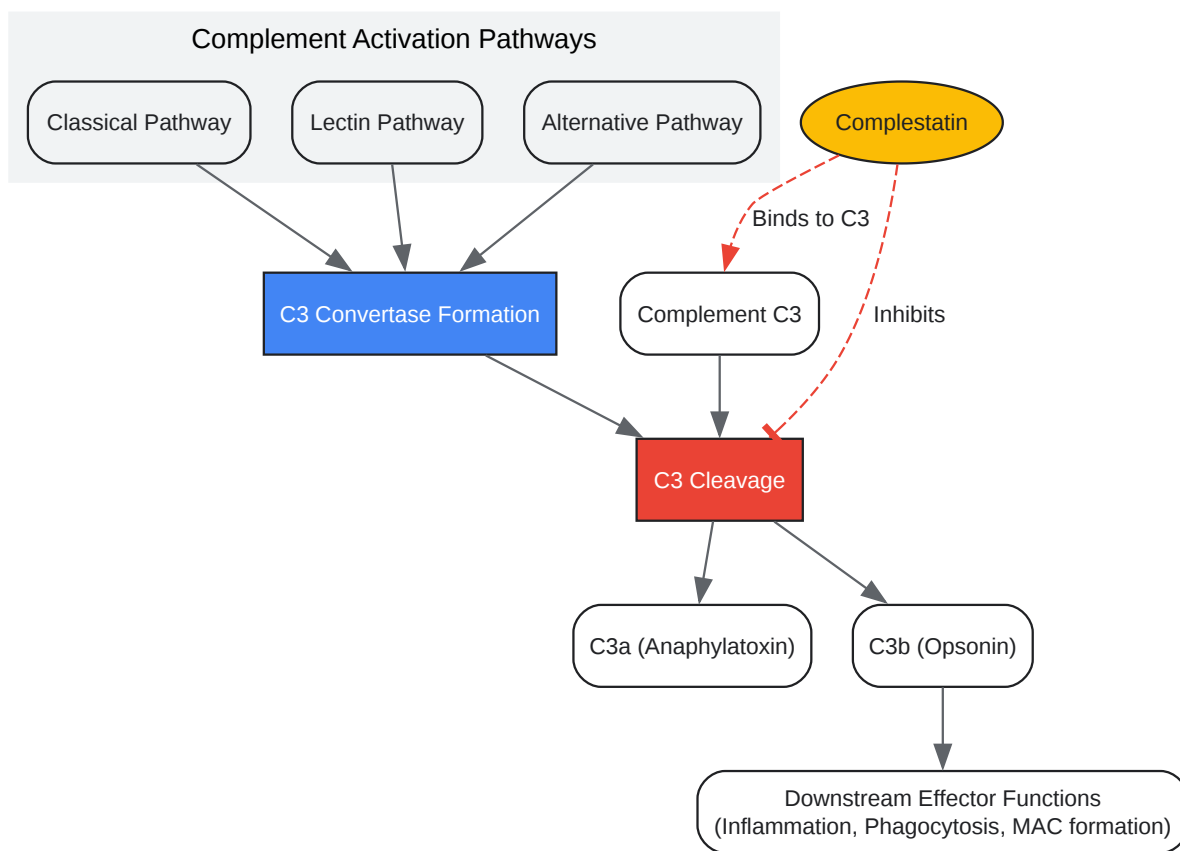 Complement Activation Pathways
Classical Pathway
Lectin Pathway
Alternative Pathway
Complestatin
Binds to C3
C3 Convertase Formation
Complement C3
Inhibits
C3 Cleavage
C3a (Anaphylatoxin)
C3b (Opsonin)
Downstream Effector Functions
(Inflammation, Phagocytosis, MAC formation)